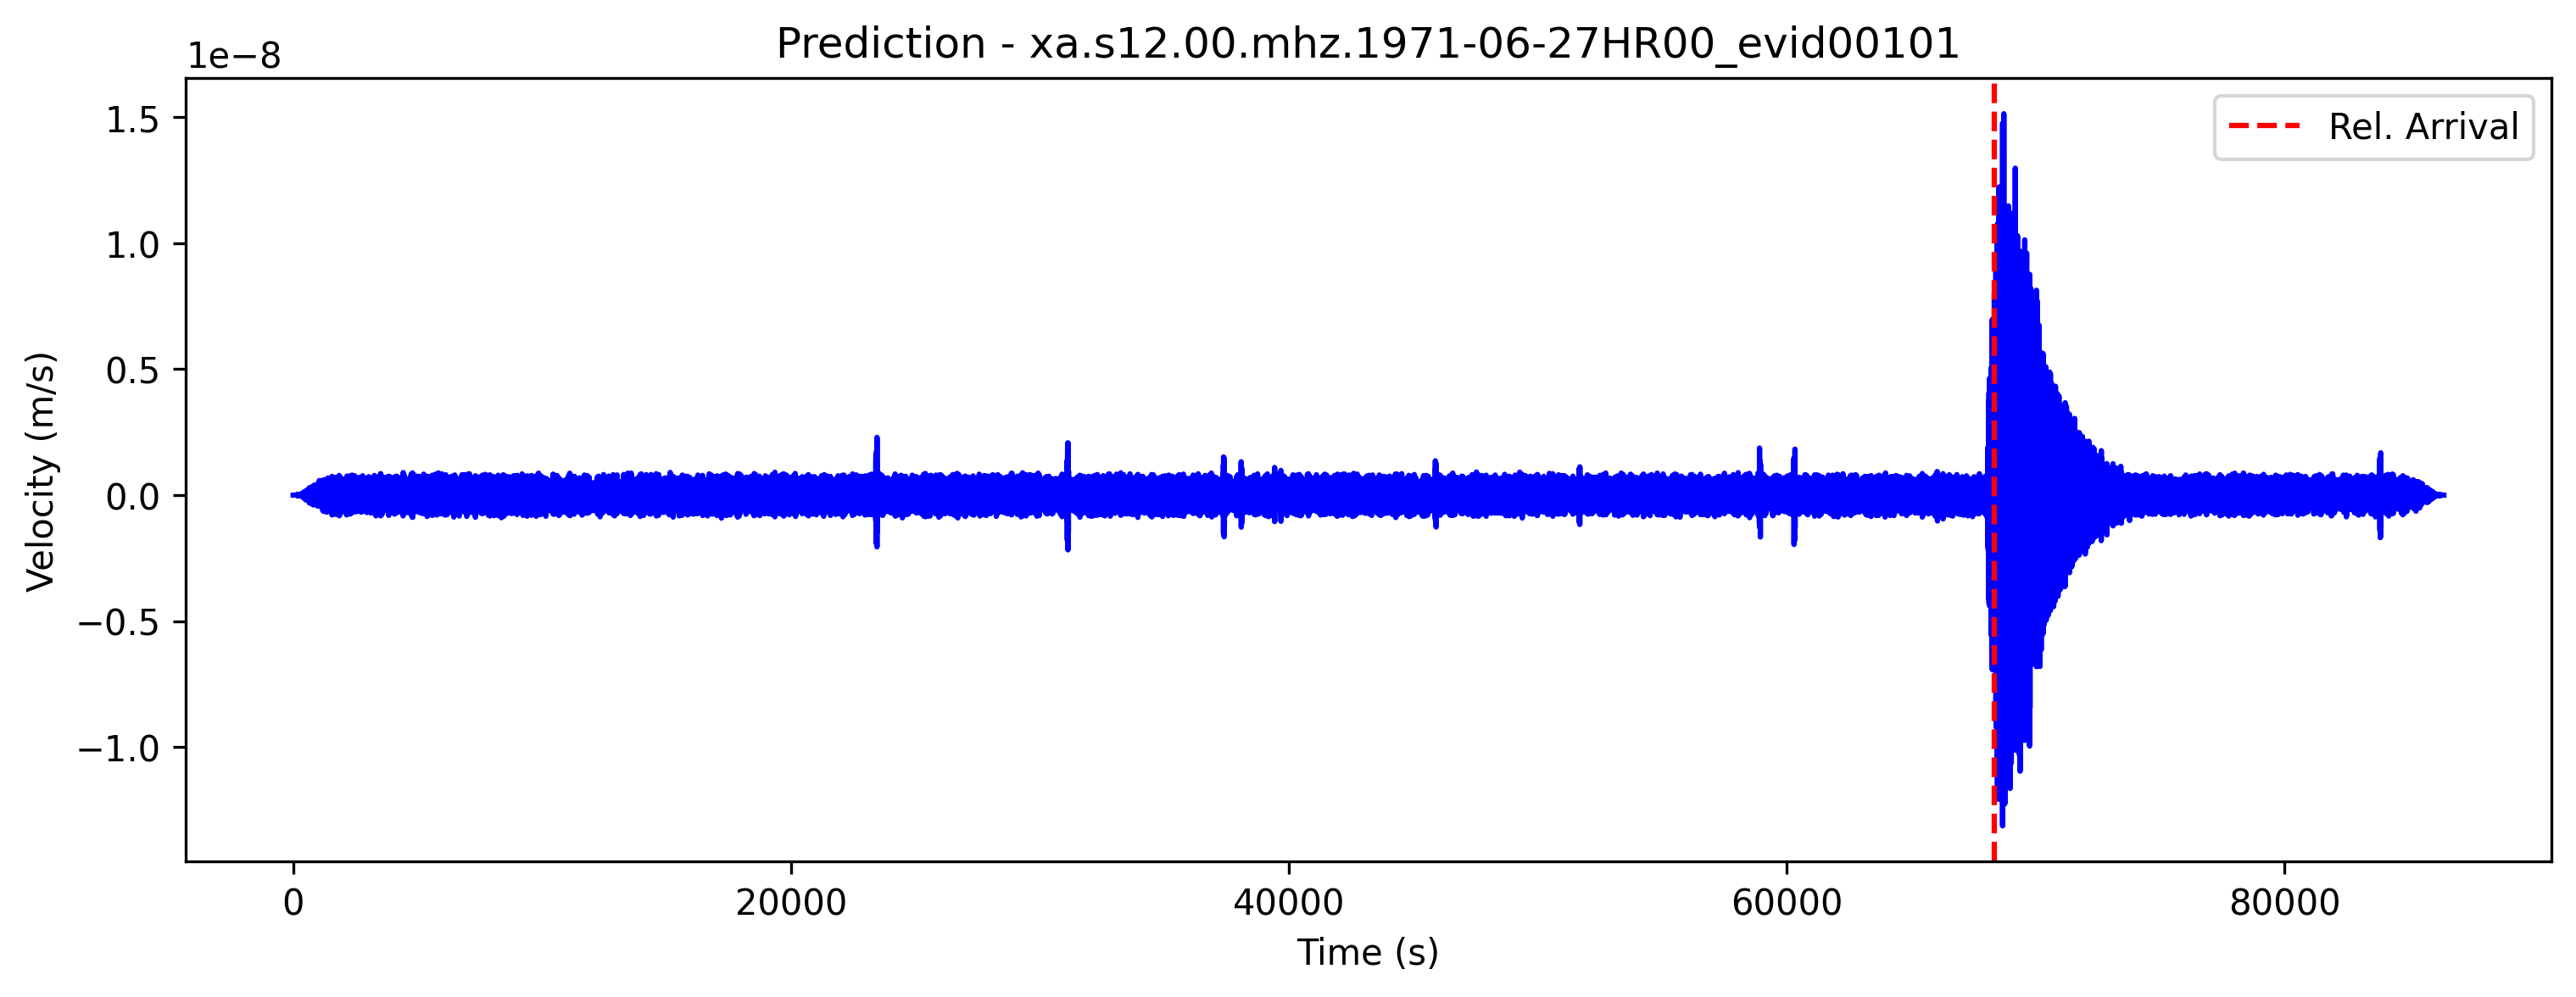 Prediction - xa.s12.00.mhz.1971-06-27HR00_evid00101
1e−8
Rel. Arrival
1.5
1.0
0.5
0.0
−0.5
−1.0
Velocity (m/s)
0 20000 40000 60000 80000
Time (s)